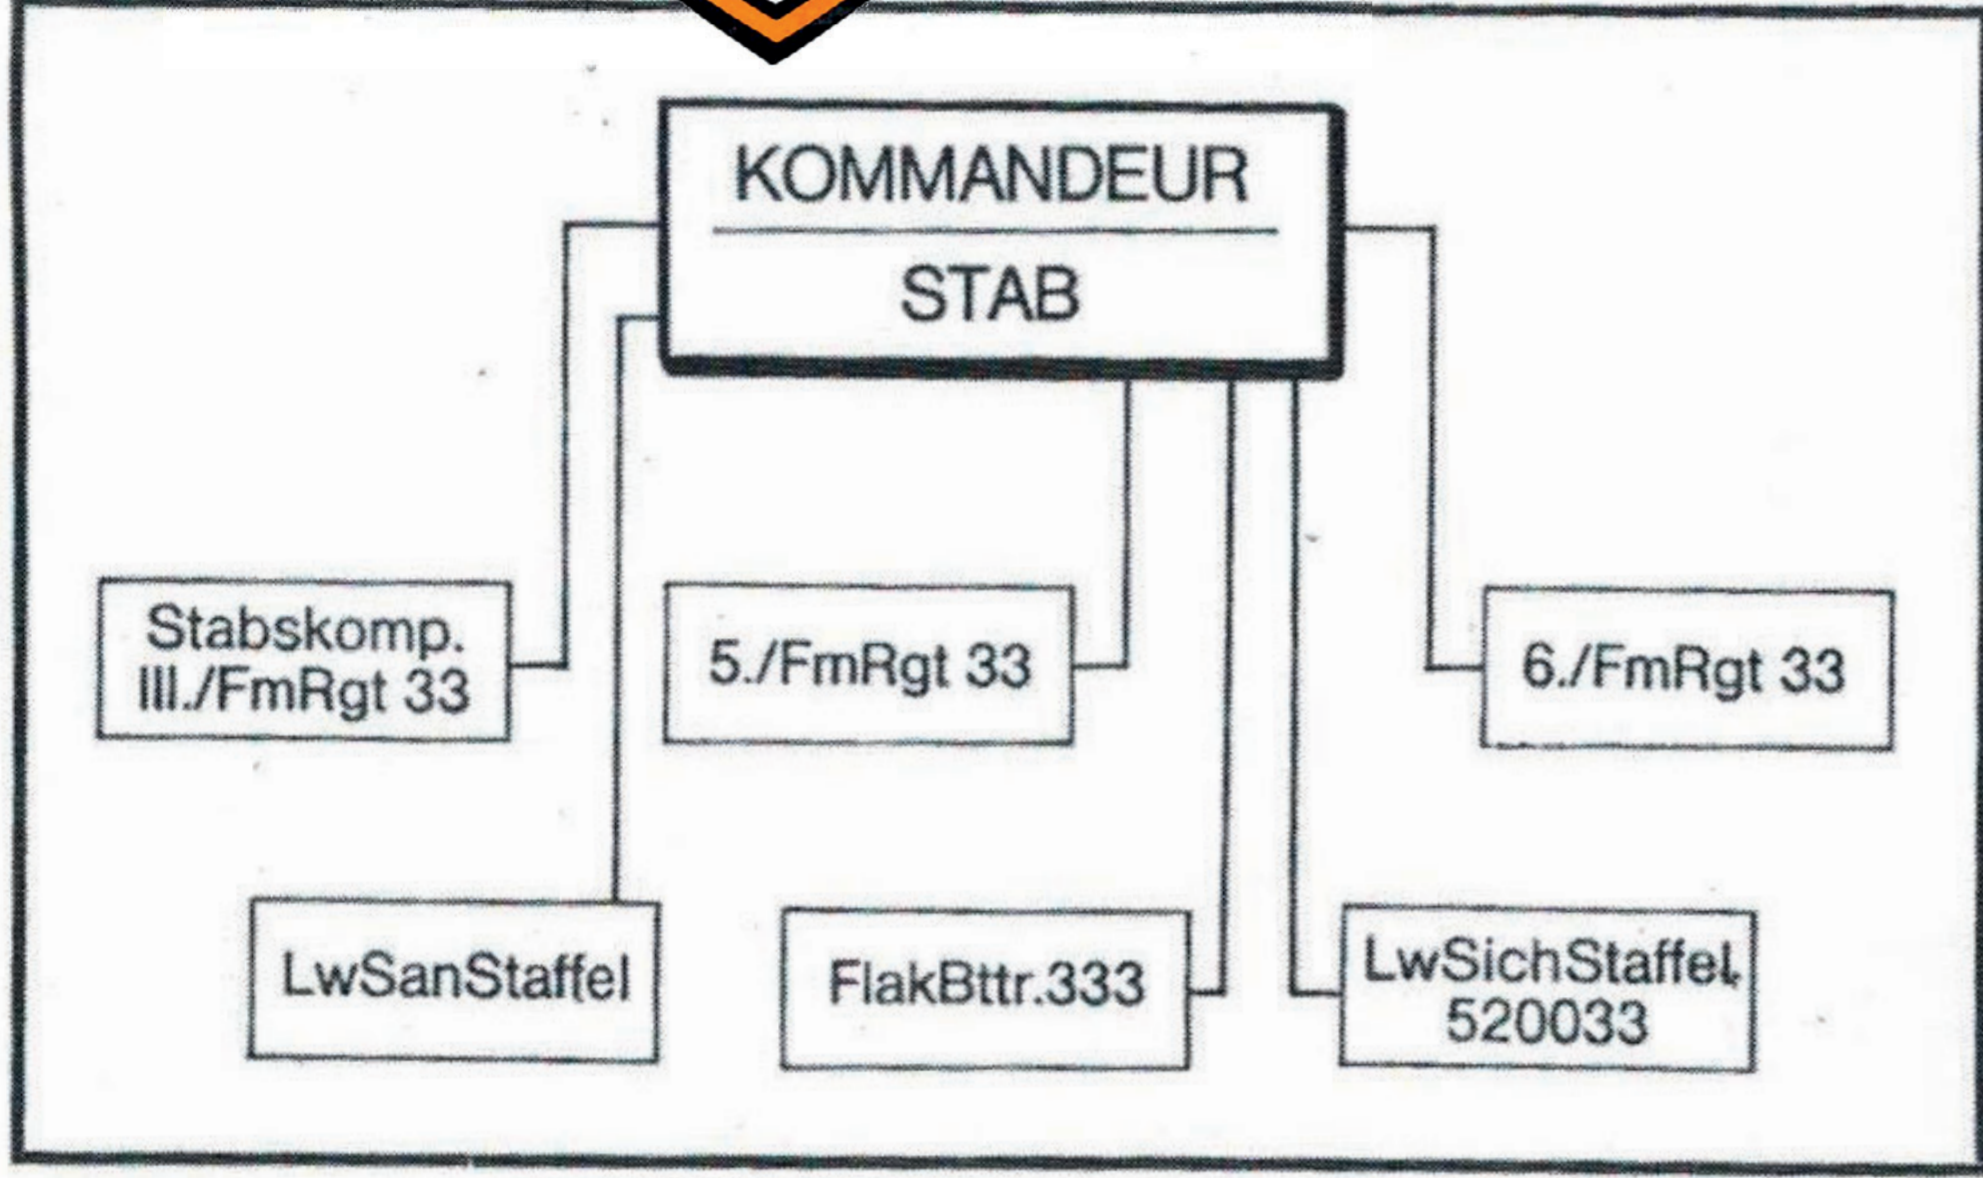 KOMMANDEUR
STAB
Stabskomp.
III./FmRgt 33
5./FmRgt 33
6./FmRgt 33
LwSanStaffel
FlakBttr.333
LwSichStaffel
520033